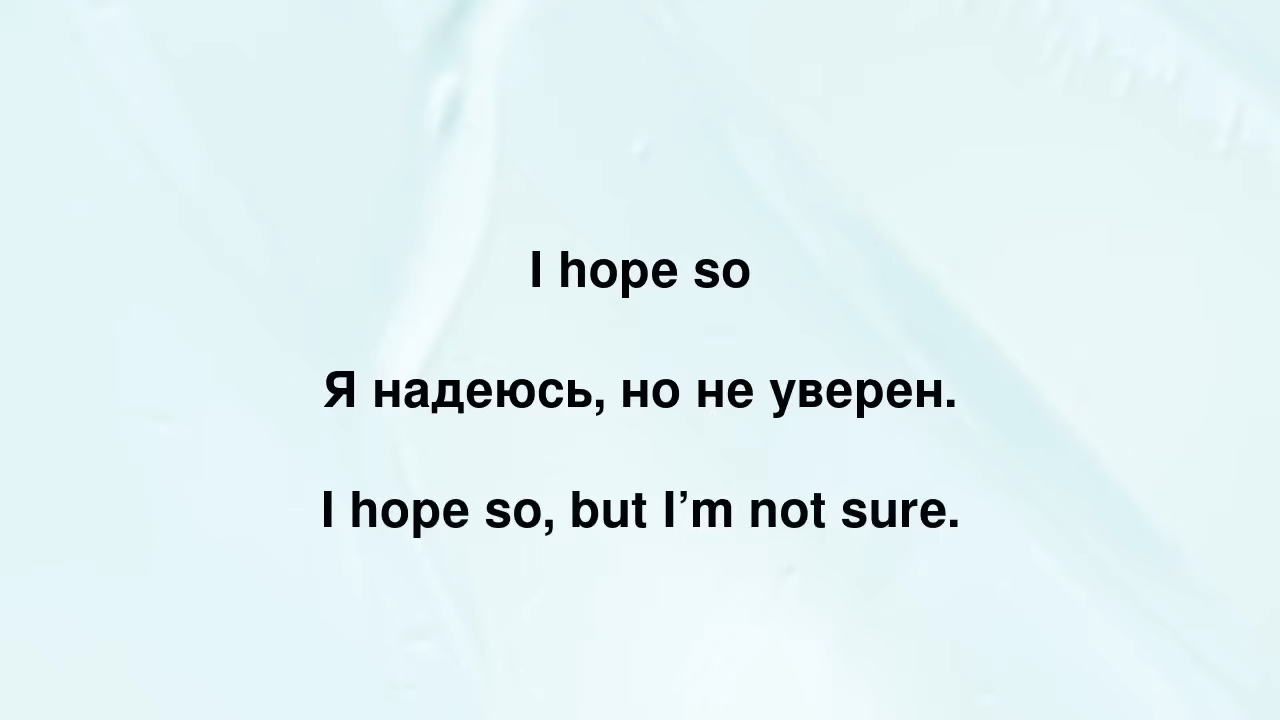 I hope so
Я надеюсь, но не уверен.
I hope so, but I’m not sure.